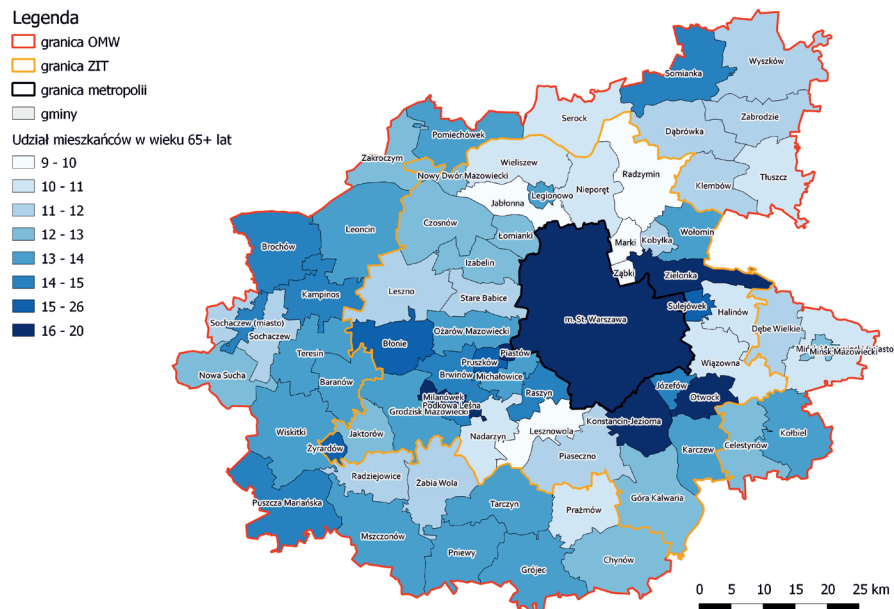 Legenda
granica OMW
granica ZIT
granica metropolii
gminy
Udział mieszkańców w wieku 65+ lat
9 - 10
10 - 11
11 - 12
12 - 13
13 - 14
14 - 15
15 - 26
16 - 20
Somianka
Wyszków
Serock
Dąbrówka
Zabrodzie
Pomiechówek
Zakroczym
Wieliszew
Radzymin
Nowy Dwór Mazowiecki
Legionowo
Nieporęt
Klembów
Tłuszcz
Jabłonna
Leoncin
Czosnów
Łomianki
Marki
Kobyłka
Wołomin
Brochów
Izabelin
Ząbki
Zielonka
Leszno
Kampinos
Stare Babice
Sulejówek
Halinów
Sochaczew (miasto)
Sochaczew
m. St. Warszawa
Dębe Wielkie
Ożarów Mazowiecki
Błonie
Mińsk Mazowiecki
Teresin
Piastów
Pruszków
Wiązowna
Nowa Sucha
Baranów
Brwinów
Michałowice
Józefów
Milanówek
Podkowa Leśna
Raszyn
Otwock
Grodzisk Mazowiecki
Konstancin-Jeziorna
Lesznowola
Wiskitki
Jaktorów
Nadarzyn
Kołbiel
Żyrardów
Piaseczno
Karczew
Celestynów
Radziejowice
Żabia Wola
Góra Kalwaria
Puszcza Mariańska
Tarczyn
Prażmów
Mszczonów
Pniewy
Grójec
Chynów
0 5 10 15 20 25 km